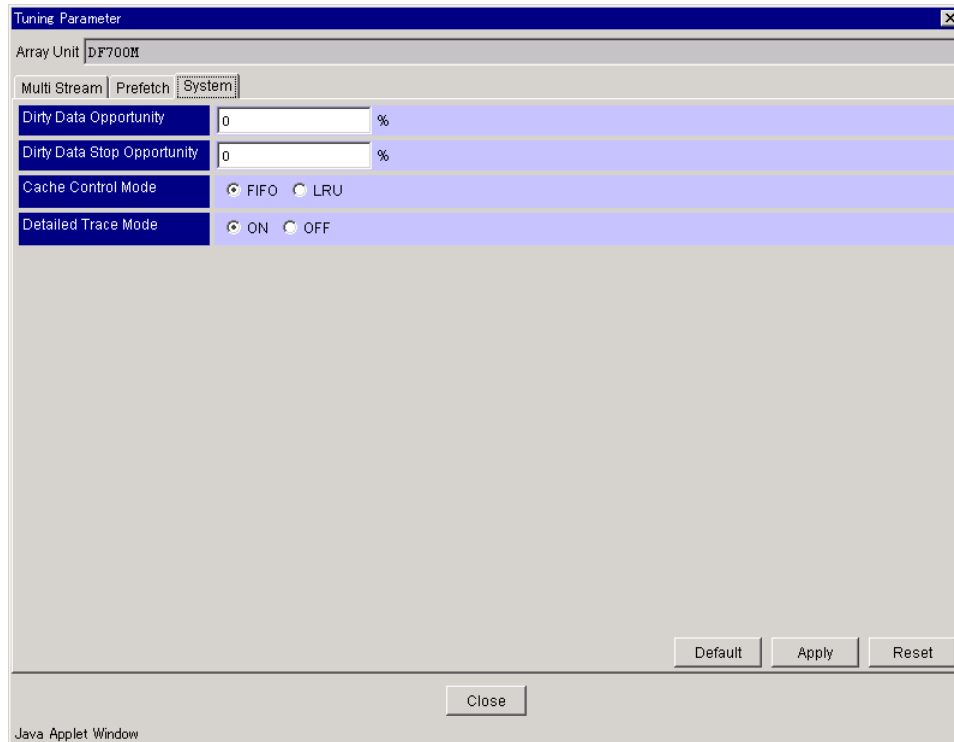 Tuning Parameter
Array Unit DF700M
Multi Stream Prefetch System
Dirty Data Opportunity 0 %
Dirty Data Stop Opportunity 0 %
Cache Control Mode FIFO LRU
Detailed Trace Mode ON OFF
Default Apply Reset
Close
Java Applet Window